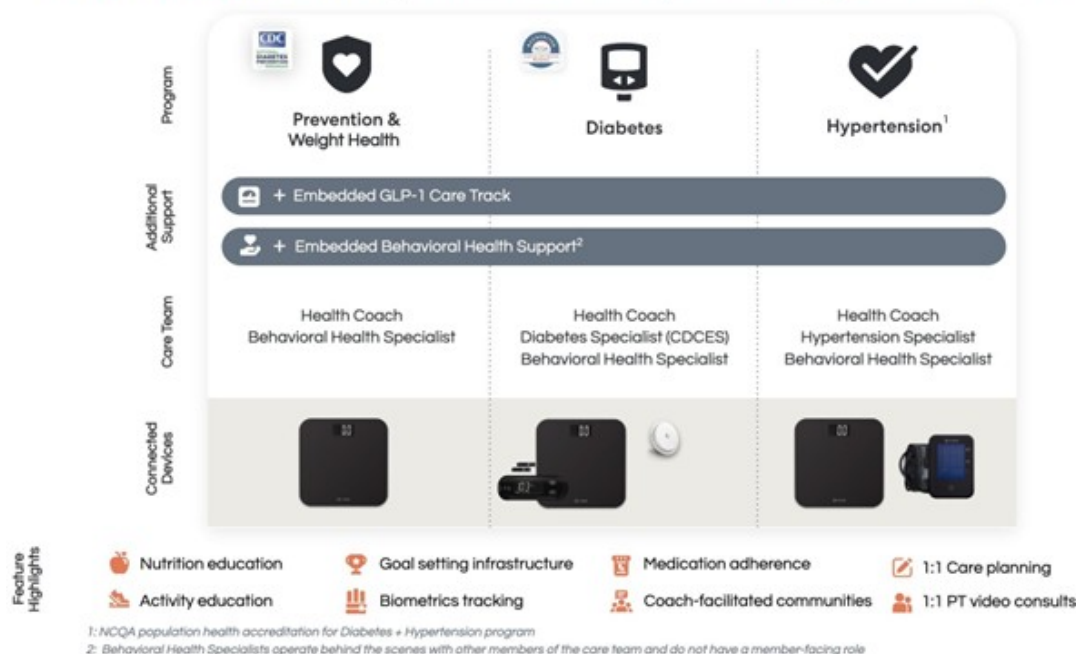 Program
CDC
DIABETES
Prevention &
Weight Health
Diabetes
Hypertension¹
Additional
Support
+ Embedded GLP-1 Care Track
+ Embedded Behavioral Health Support²
Care Team
Health Coach
Behavioral Health Specialist
Health Coach
Diabetes Specialist (CDCES)
Behavioral Health Specialist
Health Coach
Hypertension Specialist
Behavioral Health Specialist
Connected
Devices
Feature
Highlights
Nutrition education
Goal setting infrastructure
Medication adherence
1:1 Care planning
Activity education
Biometrics tracking
Coach-facilitated communities
1:1 PT video consults
1: NCQA population health accreditation for Diabetes + Hypertension program
2: Behavioral Health Specialists operate behind the scenes with other members of the care team and do not have a member-facing role